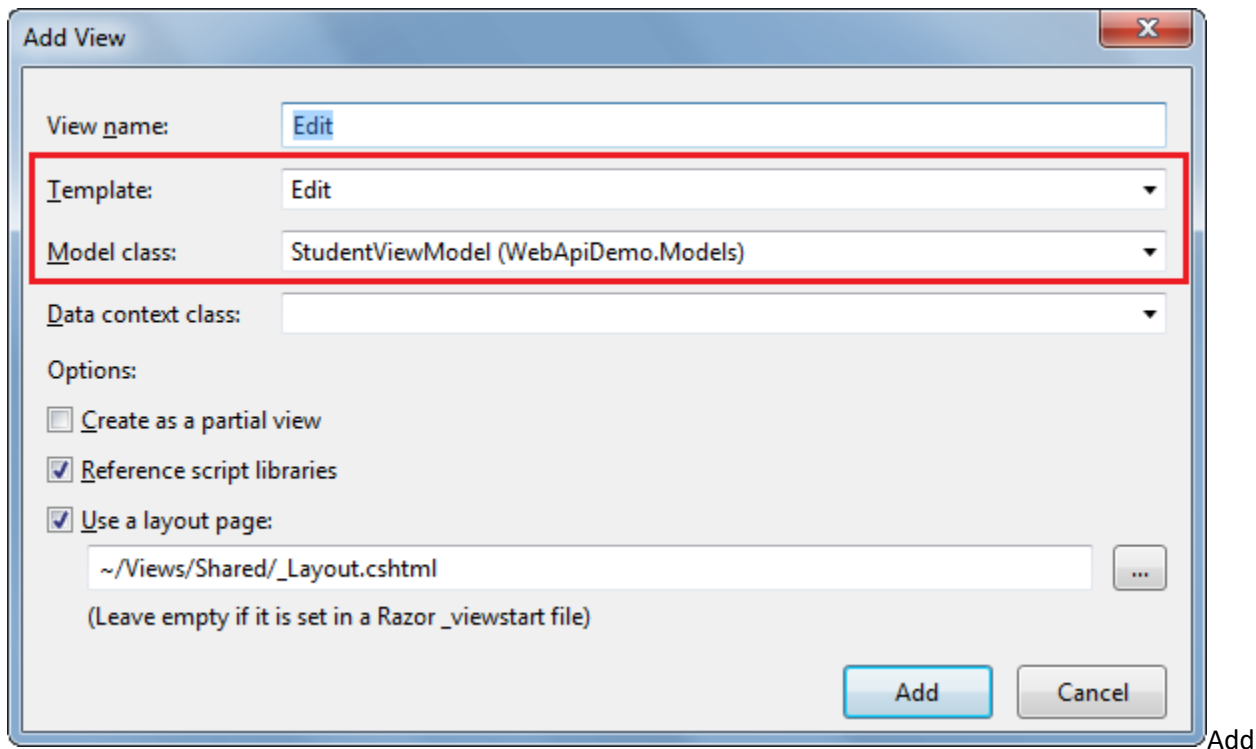 Add View
View name: Edit
Template: Edit
Model class: StudentViewModel (WebApiDemo.Models)
Data context class:
Options:
Create as a partial view
Reference script libraries
Use a layout page:
~/Views/Shared/_Layout.cshtml ...
(Leave empty if it is set in a Razor _viewstart file)
Add Cancel
Add